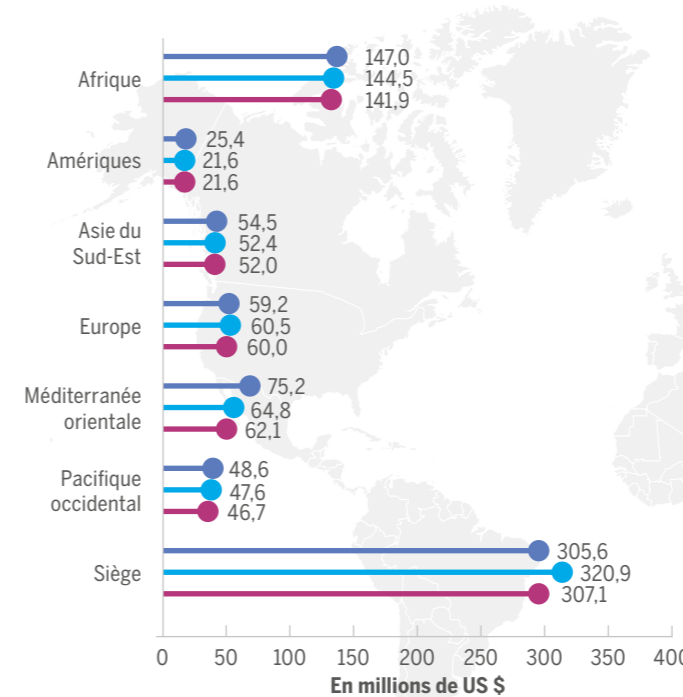 Afrique
147,0
144,5
141,9
Amériques
25,4
21,6
21,6
Asie du
Sud-Est
54,5
52,4
52,0
Europe
59,2
60,5
60,0
Méditerranée
orientale
75,2
64,8
62,1
Pacifique
occidental
48,6
47,6
46,7
Siège
305,6
320,9
307,1
0 50 100 150 200 250 300 350 400
En millions de US $